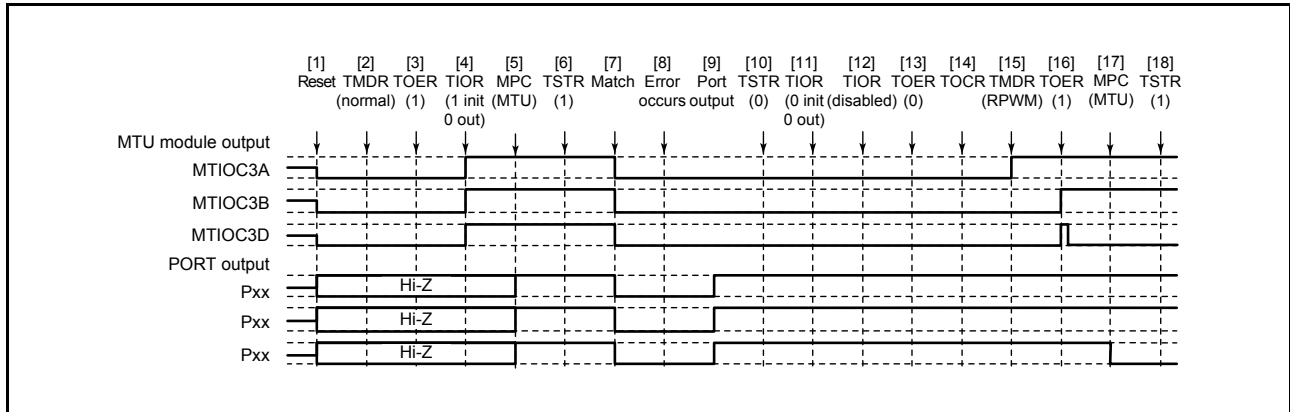 [1] [2] [3] [4] [5] [6] [7] [8] [9] [10] [11] [12] [13] [14] [15] [16] [17] [18]
Reset TMDR TOER TIOR MPC TSTR Match Error Port TSTR TIOR TIOR TOER TOCR TMDR TOER MPC TSTR
(normal) (1) (1 init (MTU) (1) occurs output (0) (0 init (disabled) (0) (RPWM) (1) (MTU) (1)
0 out) 0 out)
MTU module output
MTIOC3A
MTIOC3B
MTIOC3D
PORT output
Pxx Hi-Z
Pxx Hi-Z
Pxx Hi-Z